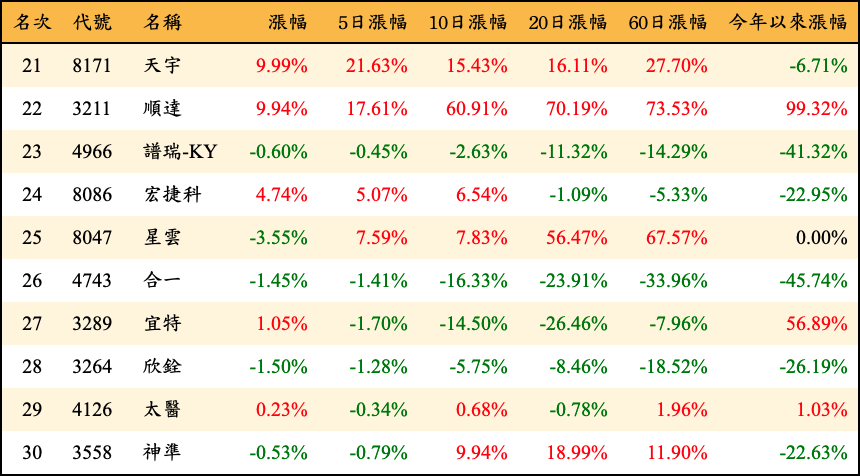 名次 代號 名稱 漲幅 5日漲幅 10日漲幅 20日漲幅 60日漲幅 今年以來漲幅
21 8171 天宇 9.99% 21.63% 15.43% 16.11% 27.70% -6.71%
22 3211 順達 9.94% 17.61% 60.91% 70.19% 73.53% 99.32%
23 4966 譜瑞-KY -0.60% -0.45% -2.63% -11.32% -14.29% -41.32%
24 8086 宏捷科 4.74% 5.07% 6.54% -1.09% -5.33% -22.95%
25 8047 星雲 -3.55% 7.59% 7.83% 56.47% 67.57% 0.00%
26 4743 合一 -1.45% -1.41% -16.33% -23.91% -33.96% -45.74%
27 3289 宜特 1.05% -1.70% -14.50% -26.46% -7.96% 56.89%
28 3264 欣銓 -1.50% -1.28% -5.75% -8.46% -18.52% -26.19%
29 4126 太醫 0.23% -0.34% 0.68% -0.78% 1.96% 1.03%
30 3558 神準 -0.53% -0.79% 9.94% 18.99% 11.90% -22.63%